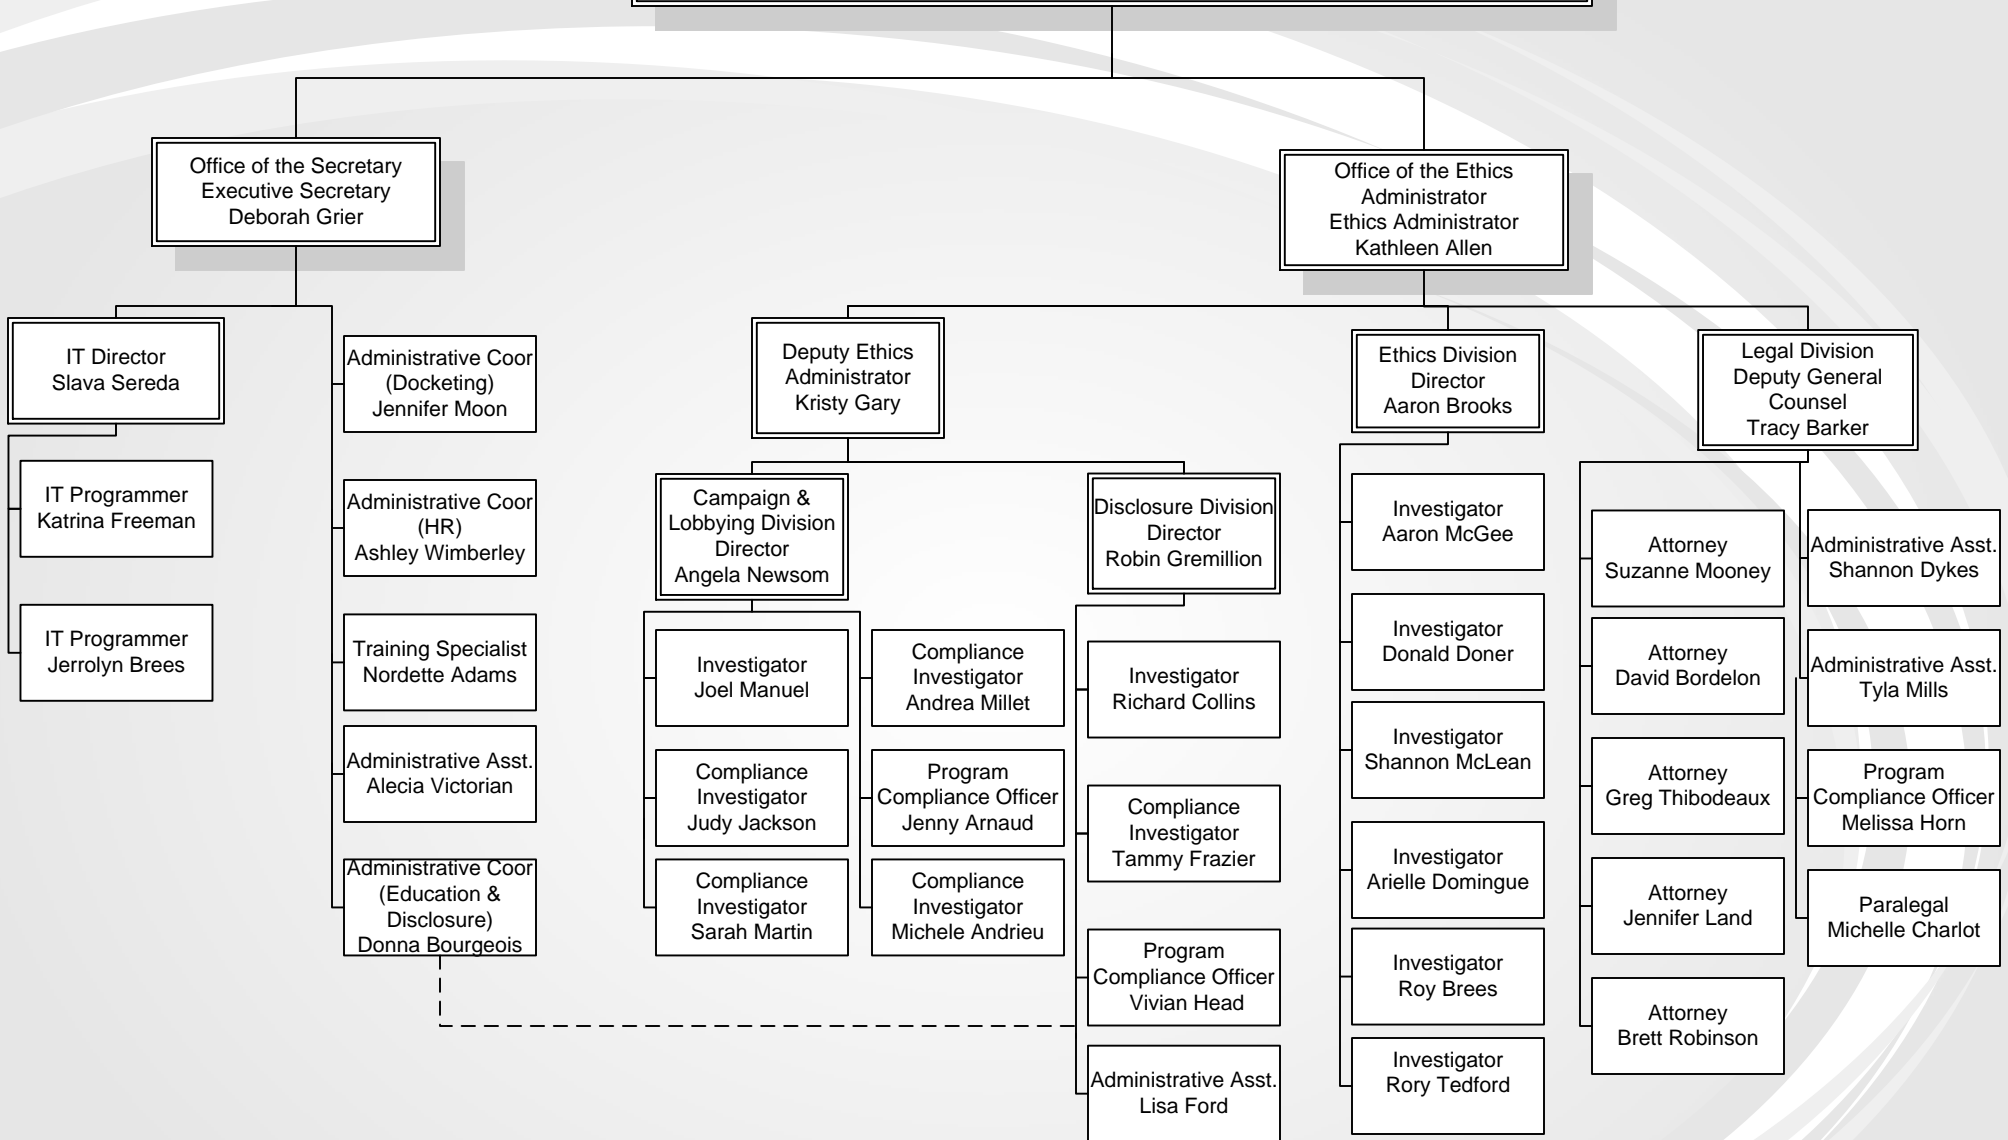 Office of the Secretary
Executive Secretary
Deborah Grier
Office of the Ethics
Administrator
Ethics Administrator
Kathleen Allen
IT Director
Slava Sereda
IT Programmer
Katrina Freeman
IT Programmer
Jerrolyn Brees
Administrative Coor
(Docketing)
Jennifer Moon
Administrative Coor
(HR)
Ashley Wimberley
Training Specialist
Nordette Adams
Administrative Asst.
Alecia Victorian
Administrative Coor
(Education &
Disclosure)
Donna Bourgeois
Deputy Ethics
Administrator
Kristy Gary
Campaign &
Lobbying Division
Director
Angela Newsom
Investigator
Joel Manuel
Compliance
Investigator
Judy Jackson
Compliance
Investigator
Sarah Martin
Compliance
Investigator
Andrea Millet
Program
Compliance Officer
Jenny Arnaud
Compliance
Investigator
Michele Andrieu
Disclosure Division
Director
Robin Gremillion
Investigator
Richard Collins
Compliance
Investigator
Tammy Frazier
Program
Compliance Officer
Vivian Head
Administrative Asst.
Lisa Ford
Ethics Division
Director
Aaron Brooks
Investigator
Aaron McGee
Investigator
Donald Doner
Investigator
Shannon McLean
Investigator
Arielle Domingue
Investigator
Roy Brees
Investigator
Rory Tedford
Legal Division
Deputy General
Counsel
Tracy Barker
Attorney
Suzanne Mooney
Attorney
David Bordelon
Attorney
Greg Thibodeaux
Attorney
Jennifer Land
Attorney
Brett Robinson
Administrative Asst.
Shannon Dykes
Administrative Asst.
Tyla Mills
Program
Compliance Officer
Melissa Horn
Paralegal
Michelle Charlot